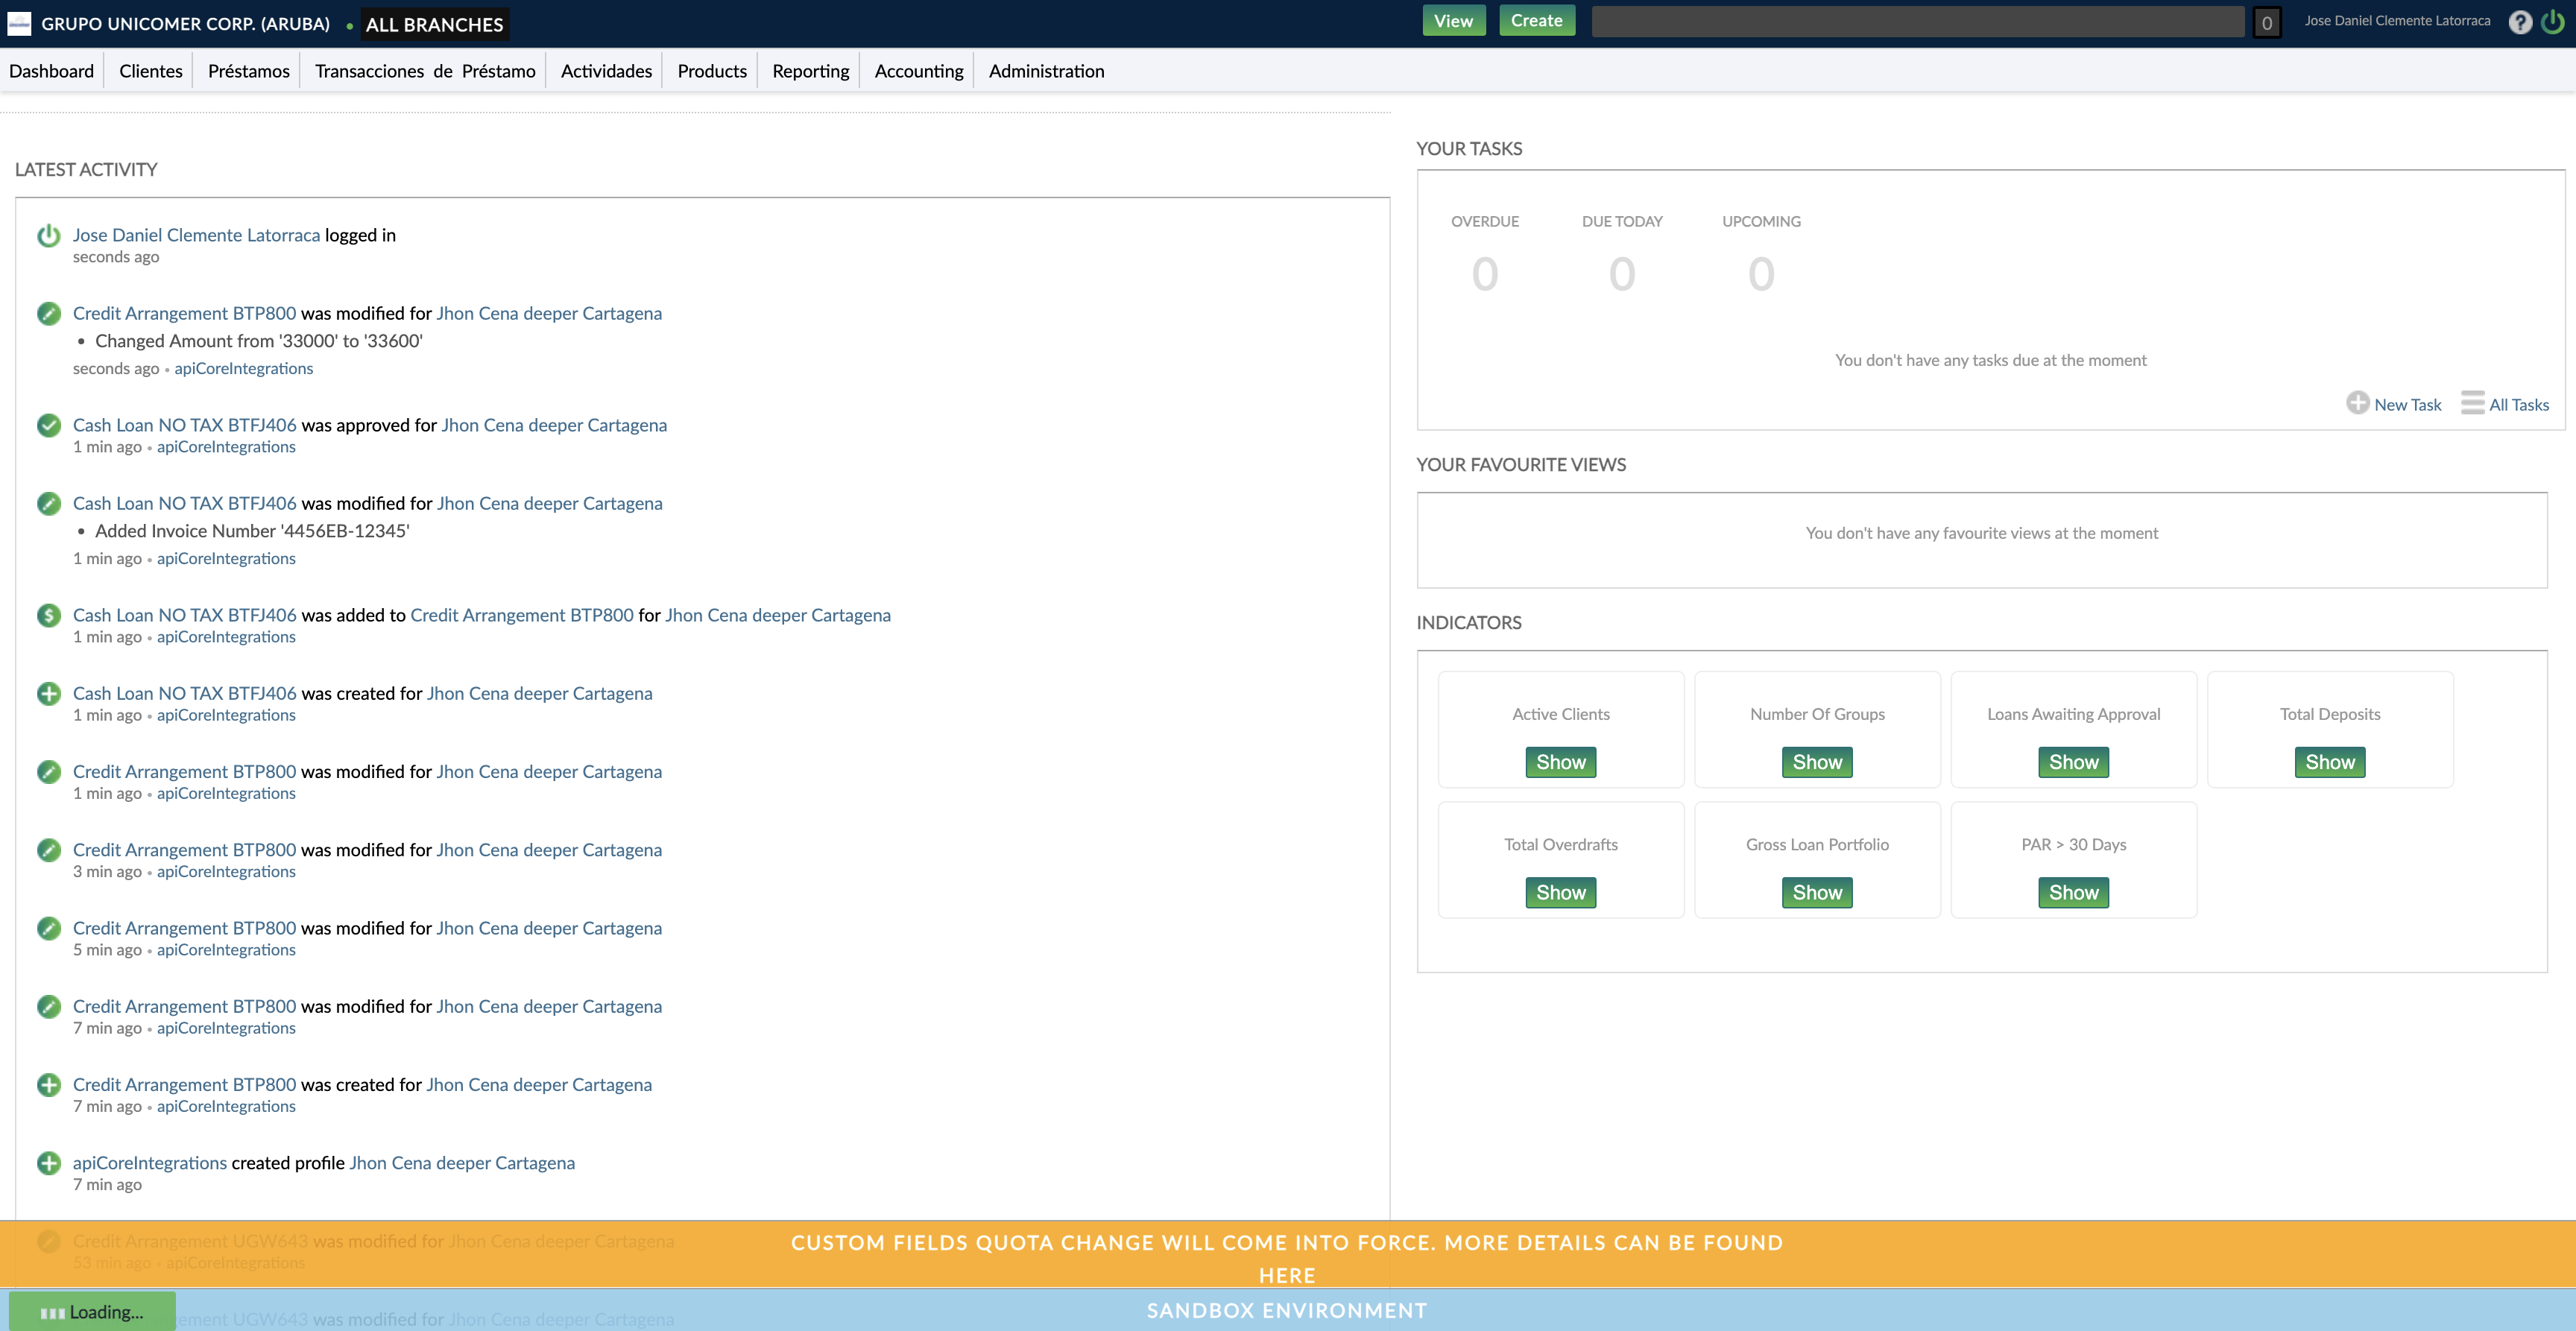 GRUPO UNICOMER CORP. (ARUBA) • ALL BRANCHES
View Create 0 Jose Daniel Clemente Latorraca ?
Dashboard Clientes Préstamos Transacciones de Préstamo Actividades Products Reporting Accounting Administration
LATEST ACTIVITY
Jose Daniel Clemente Latorraca logged in
seconds ago
Credit Arrangement BTP800 was modified for Jhon Cena deeper Cartagena
• Changed Amount from '33000' to '33600'
seconds ago • apiCoreIntegrations
Cash Loan NO TAX BTFJ406 was approved for Jhon Cena deeper Cartagena
1 min ago • apiCoreIntegrations
Cash Loan NO TAX BTFJ406 was modified for Jhon Cena deeper Cartagena
• Added Invoice Number '4456EB-12345'
1 min ago • apiCoreIntegrations
Cash Loan NO TAX BTFJ406 was added to Credit Arrangement BTP800 for Jhon Cena deeper Cartagena
1 min ago • apiCoreIntegrations
Cash Loan NO TAX BTFJ406 was created for Jhon Cena deeper Cartagena
1 min ago • apiCoreIntegrations
Credit Arrangement BTP800 was modified for Jhon Cena deeper Cartagena
1 min ago • apiCoreIntegrations
Credit Arrangement BTP800 was modified for Jhon Cena deeper Cartagena
3 min ago • apiCoreIntegrations
Credit Arrangement BTP800 was modified for Jhon Cena deeper Cartagena
5 min ago • apiCoreIntegrations
Credit Arrangement BTP800 was modified for Jhon Cena deeper Cartagena
7 min ago • apiCoreIntegrations
Credit Arrangement BTP800 was created for Jhon Cena deeper Cartagena
7 min ago • apiCoreIntegrations
apiCoreIntegrations created profile Jhon Cena deeper Cartagena
7 min ago
Credit Arrangement UGW643 was modified for Jhon Cena deeper Cartagena
53 min ago • apiCoreIntegrations
ement UGW643 was modified for Jhon Cena deeper Cartagena
YOUR TASKS
OVERDUE DUE TODAY UPCOMING
0 0 0
You don't have any tasks due at the moment
New Task All Tasks
YOUR FAVOURITE VIEWS
You don't have any favourite views at the moment
INDICATORS
Active Clients Number Of Groups Loans Awaiting Approval Total Deposits
Show Show Show Show
Total Overdrafts Gross Loan Portfolio PAR > 30 Days
Show Show Show
CUSTOM FIELDS QUOTA CHANGE WILL COME INTO FORCE. MORE DETAILS CAN BE FOUND
HERE
Loading...
SANDBOX ENVIRONMENT